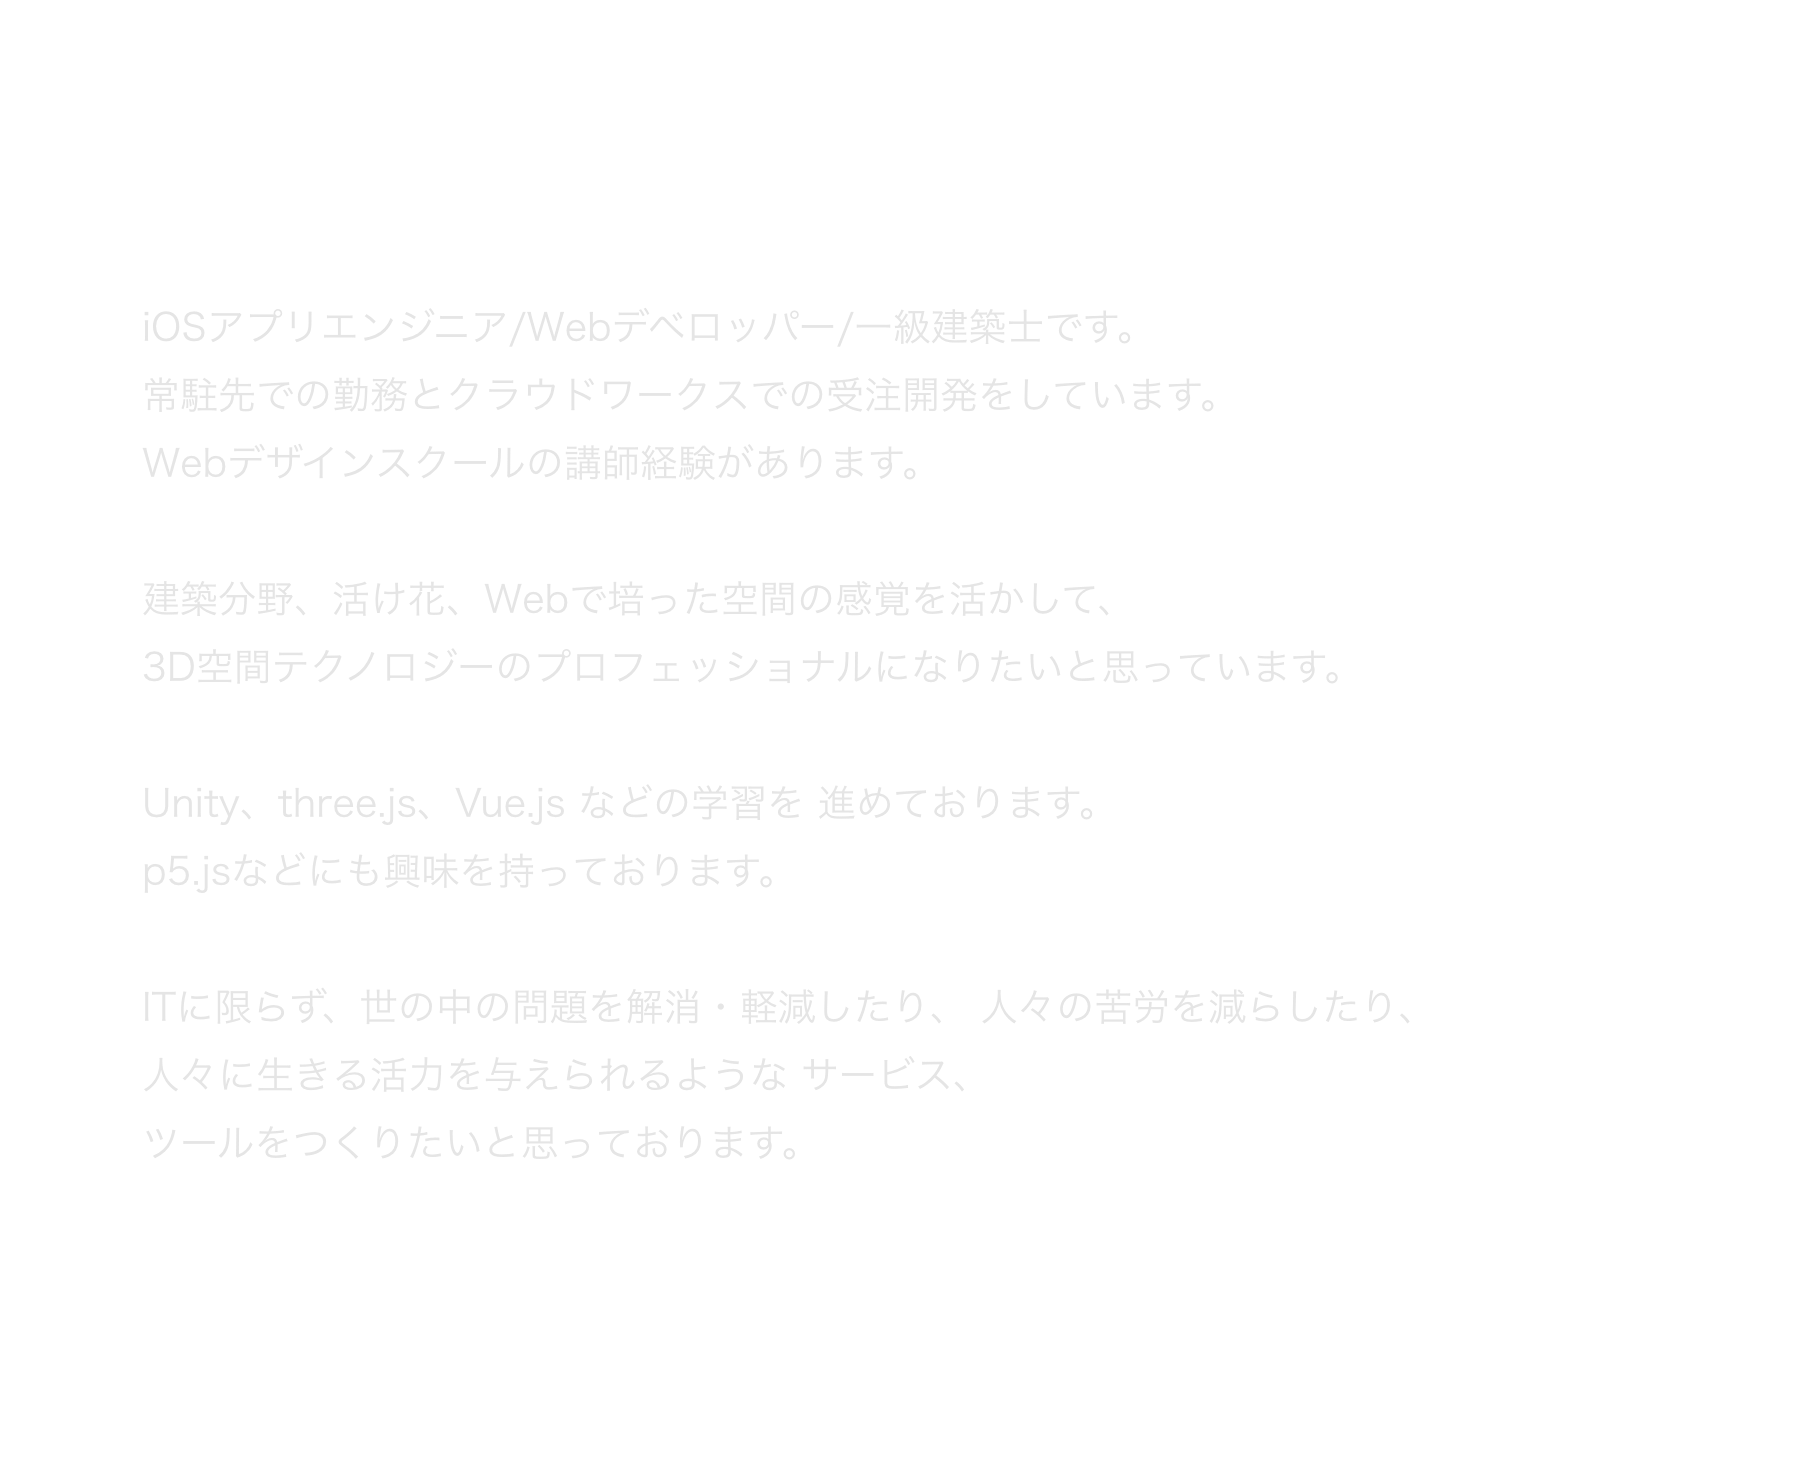 iOSアプリエンジニア/Webデベロッパー/一級建築士です。
常駐先での勤務とクラウドワークスでの受注開発をしています。
Webデザインスクールの講師経験があります。
建築分野、活け花、Webで培った空間の感覚を活かして、
3D空間テクノロジーのプロフェッショナルになりたいと思っています。
Unity、three.js、Vue.js などの学習を 進めております。
p5.jsなどにも興味を持っております。
ITに限らず、世の中の問題を解消・軽減したり、 人々の苦労を減らしたり、
人々に生きる活力を与えられるような サービス、
ツールをつくりたいと思っております。